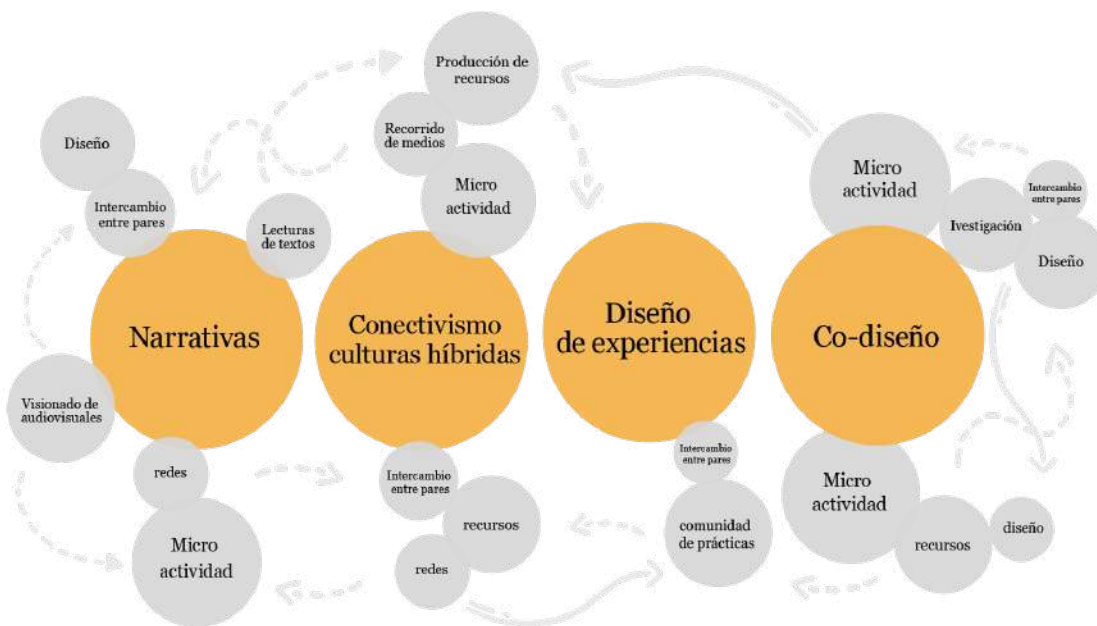 Producción de
recursos
Diseño
Recorrido
de medios
Micro
actividad
Intercambio
entre pares
Lecturas
de textos
Micro
actividad
Intercambio
entre pares
Ivestigación
Diseño
Narrativas
Conectivismo
culturas híbridas
Diseño
de experiencias
Co-diseño
Visionado de
audiovisuales
redes
Micro
actividad
Intercambio
entre pares
recursos
redes
Intercambio
entre pares
comunidad
de prácticas
Micro
actividad
recursos
diseño